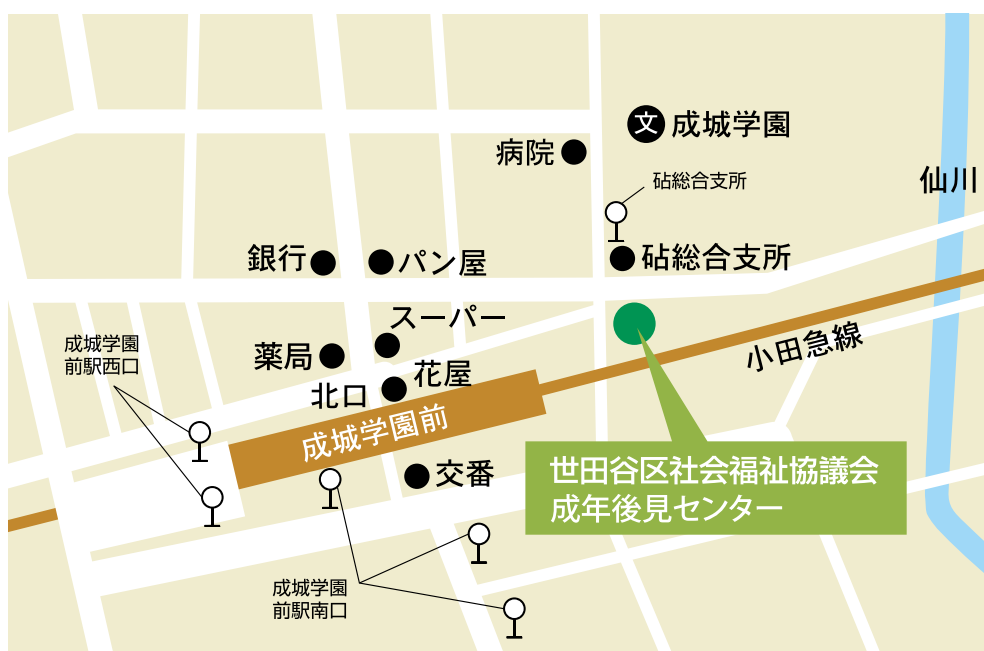 文 成城学園
病院
砧総合支所
仙川
銀行
パン屋
砧総合支所
スーパー
成城学園
前駅西口
薬局
小田急線
花屋
北口
成城学園前
交番
世田谷区社会福祉協議会
成年後見センター
成城学園
前駅南口